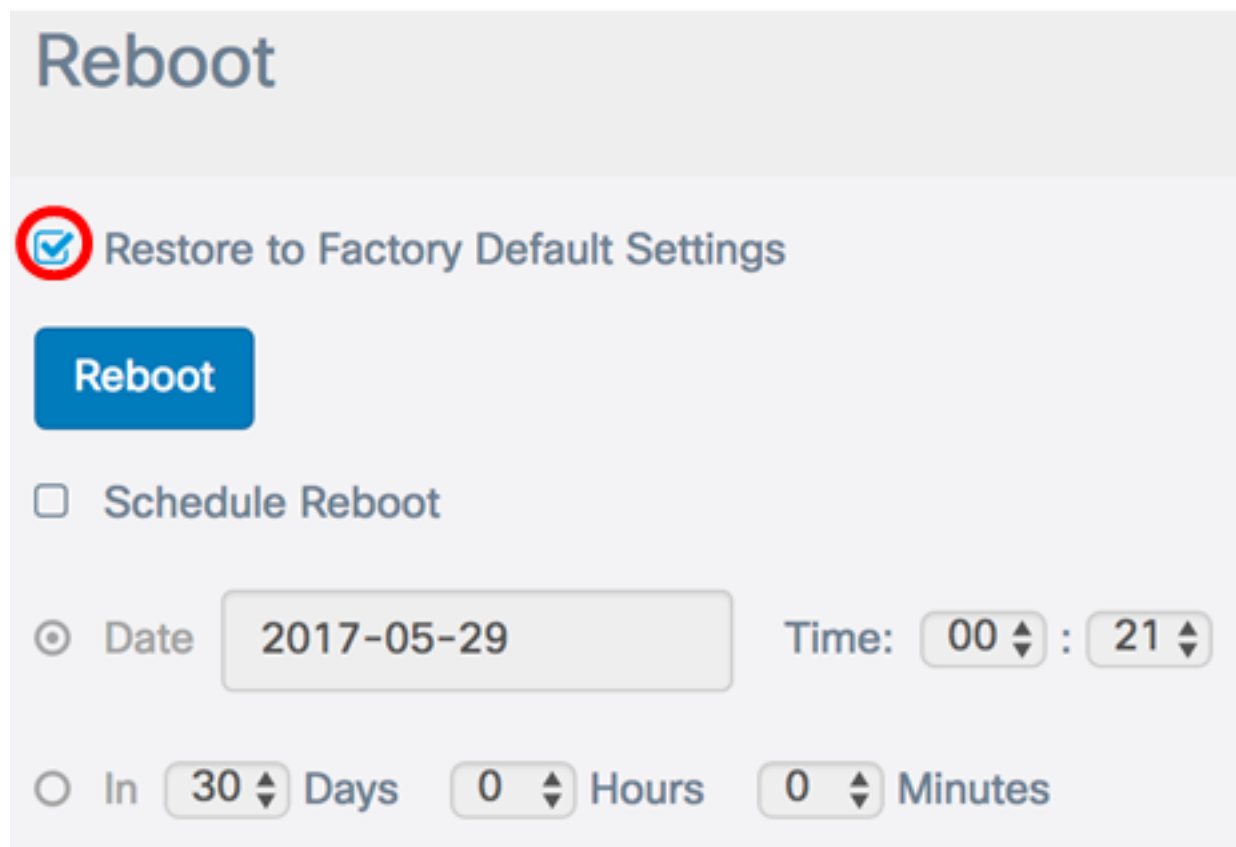 Reboot
Restore to Factory Default Settings
Reboot
Schedule Reboot
Date 2017-05-29 Time: 00 : 21
In 30 Days 0 Hours 0 Minutes